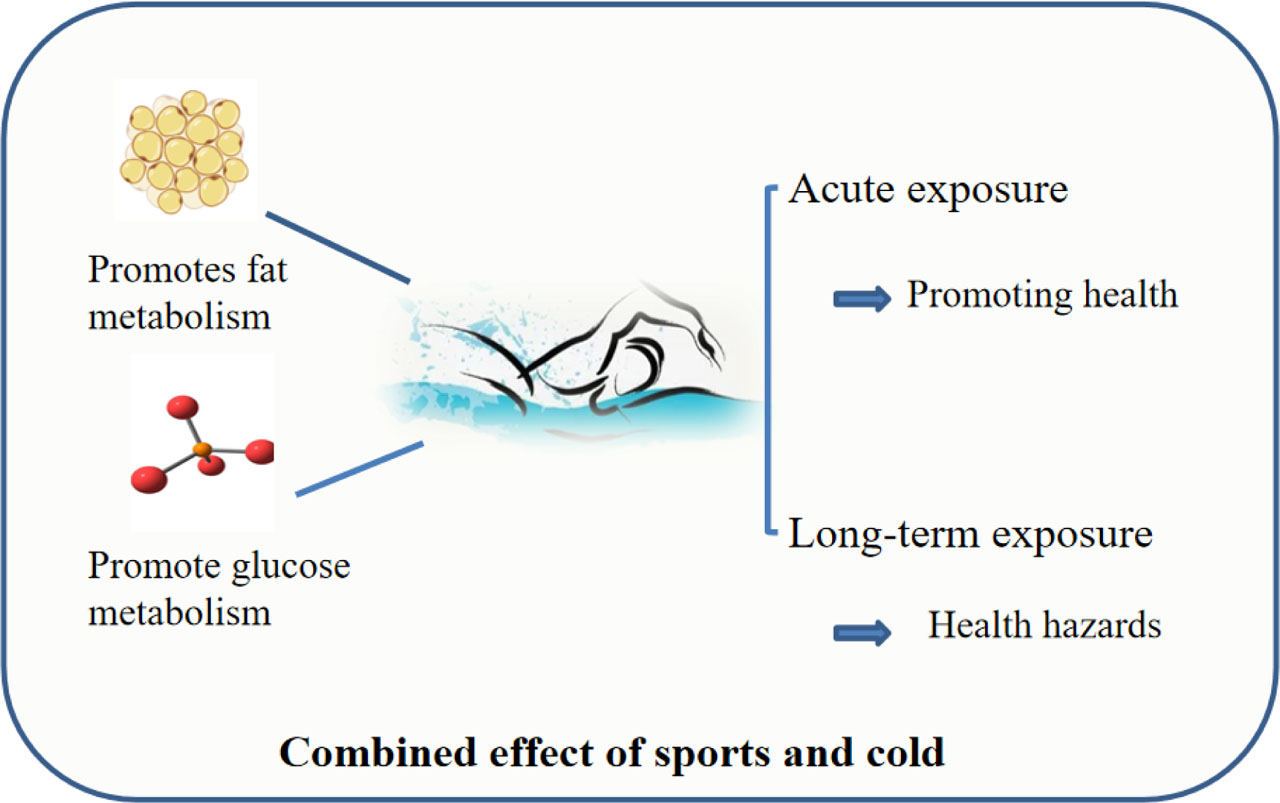 Promotes fat
metabolism
Promote glucose
metabolism
Acute exposure
Promoting health
Long-term exposure
Health hazards
Combined effect of sports and cold